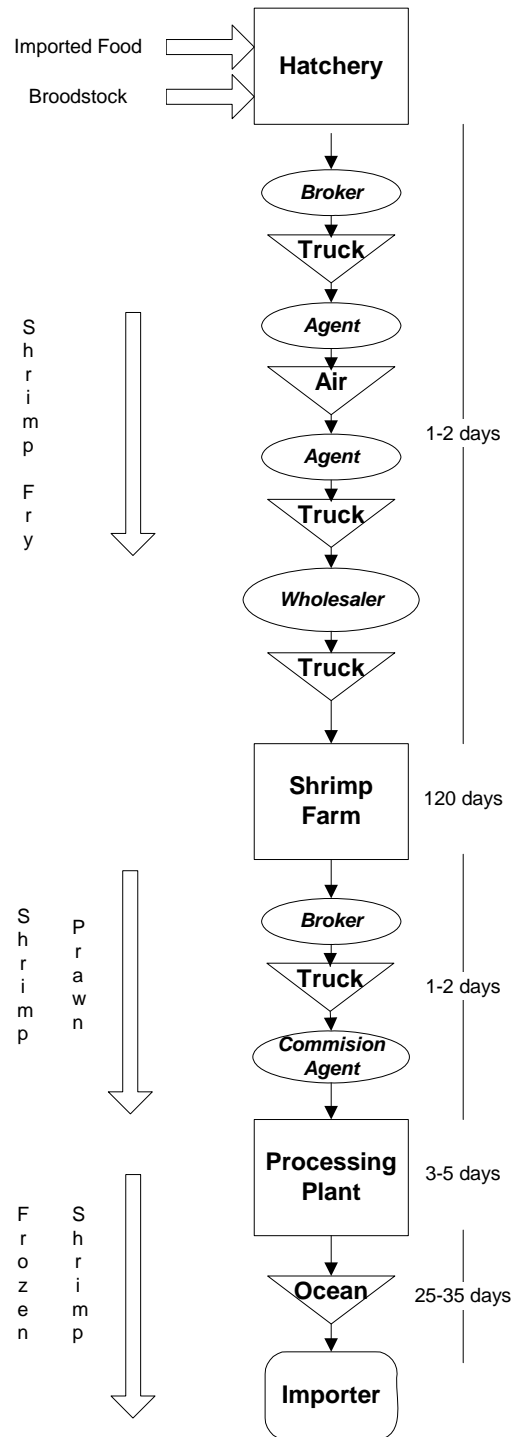 Imported Food
Broodstock
Hatchery
Broker
Truck
Agent
Air
Agent
Truck
Wholesaler
Truck
1-2 days
Shrimp Fry
Shrimp
Farm
120 days
Broker
Truck
Commision
Agent
1-2 days
Shrimp
Prawn
Processing
Plant
3-5 days
Ocean
25-35 days
Importer
Frozen
Shrimp